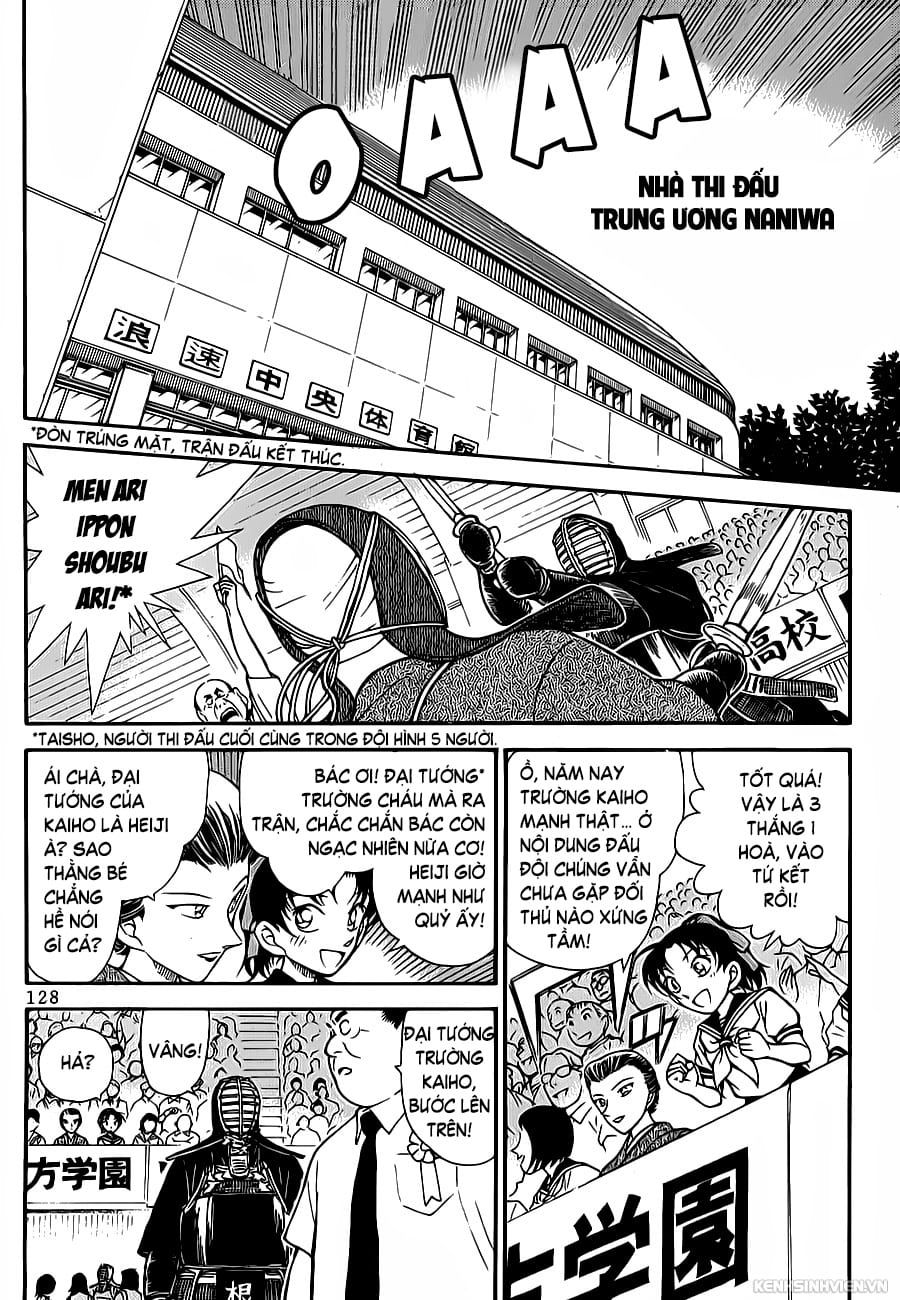 OAAA
NHÀ THI ĐẤU
TRUNG ƯƠNG NANIWA
浪速中央体育館
*ĐÒN TRÚNG MẶT, TRẬN ĐẤU KẾT THÚC.
MEN ARI
IPPON
SHOUBU
ARI!*
高校
*TAISHO, NGƯỜI THI ĐẤU CUỐI CÙNG TRONG ĐỘI HÌNH 5 NGƯỜI.
TỐT QUÁ!
VẬY LÀ 3
THẮNG 1
HOÀ, VÀO
TỨ KẾT
RỒI!
Ồ, NĂM NAY
TRƯỜNG KAIHO
MẠNH THẬT... Ở
NỘI DUNG ĐẤU
ĐỘI CHÚNG VẪN
CHƯA GẶP ĐỐI
THỦ NÀO XỨNG
TẦM!
BÁC ƠI! ĐẠI TƯỚNG*
TRƯỜNG CHÁU MÀ RA
TRẬN, CHẮC CHẮN BÁC CÒN
NGẠC NHIÊN NỮA CƠ!
HEIJI GIỜ
MẠNH NHƯ
QUỶ ẤY!
ÁI CHÀ, ĐẠI
TƯỚNG CỦA
KAIHO LÀ HEIJI
À? SAO
THẰNG BÉ
CHẲNG
HỀ NÓI
GÌ CẢ?
128
方学園
ĐẠI TƯỚNG
TRƯỜNG
KAIHO,
BƯỚC LÊN
TRÊN!
VÂNG!
HẢ?
方学園
根
KENHSINHVIEN.VN